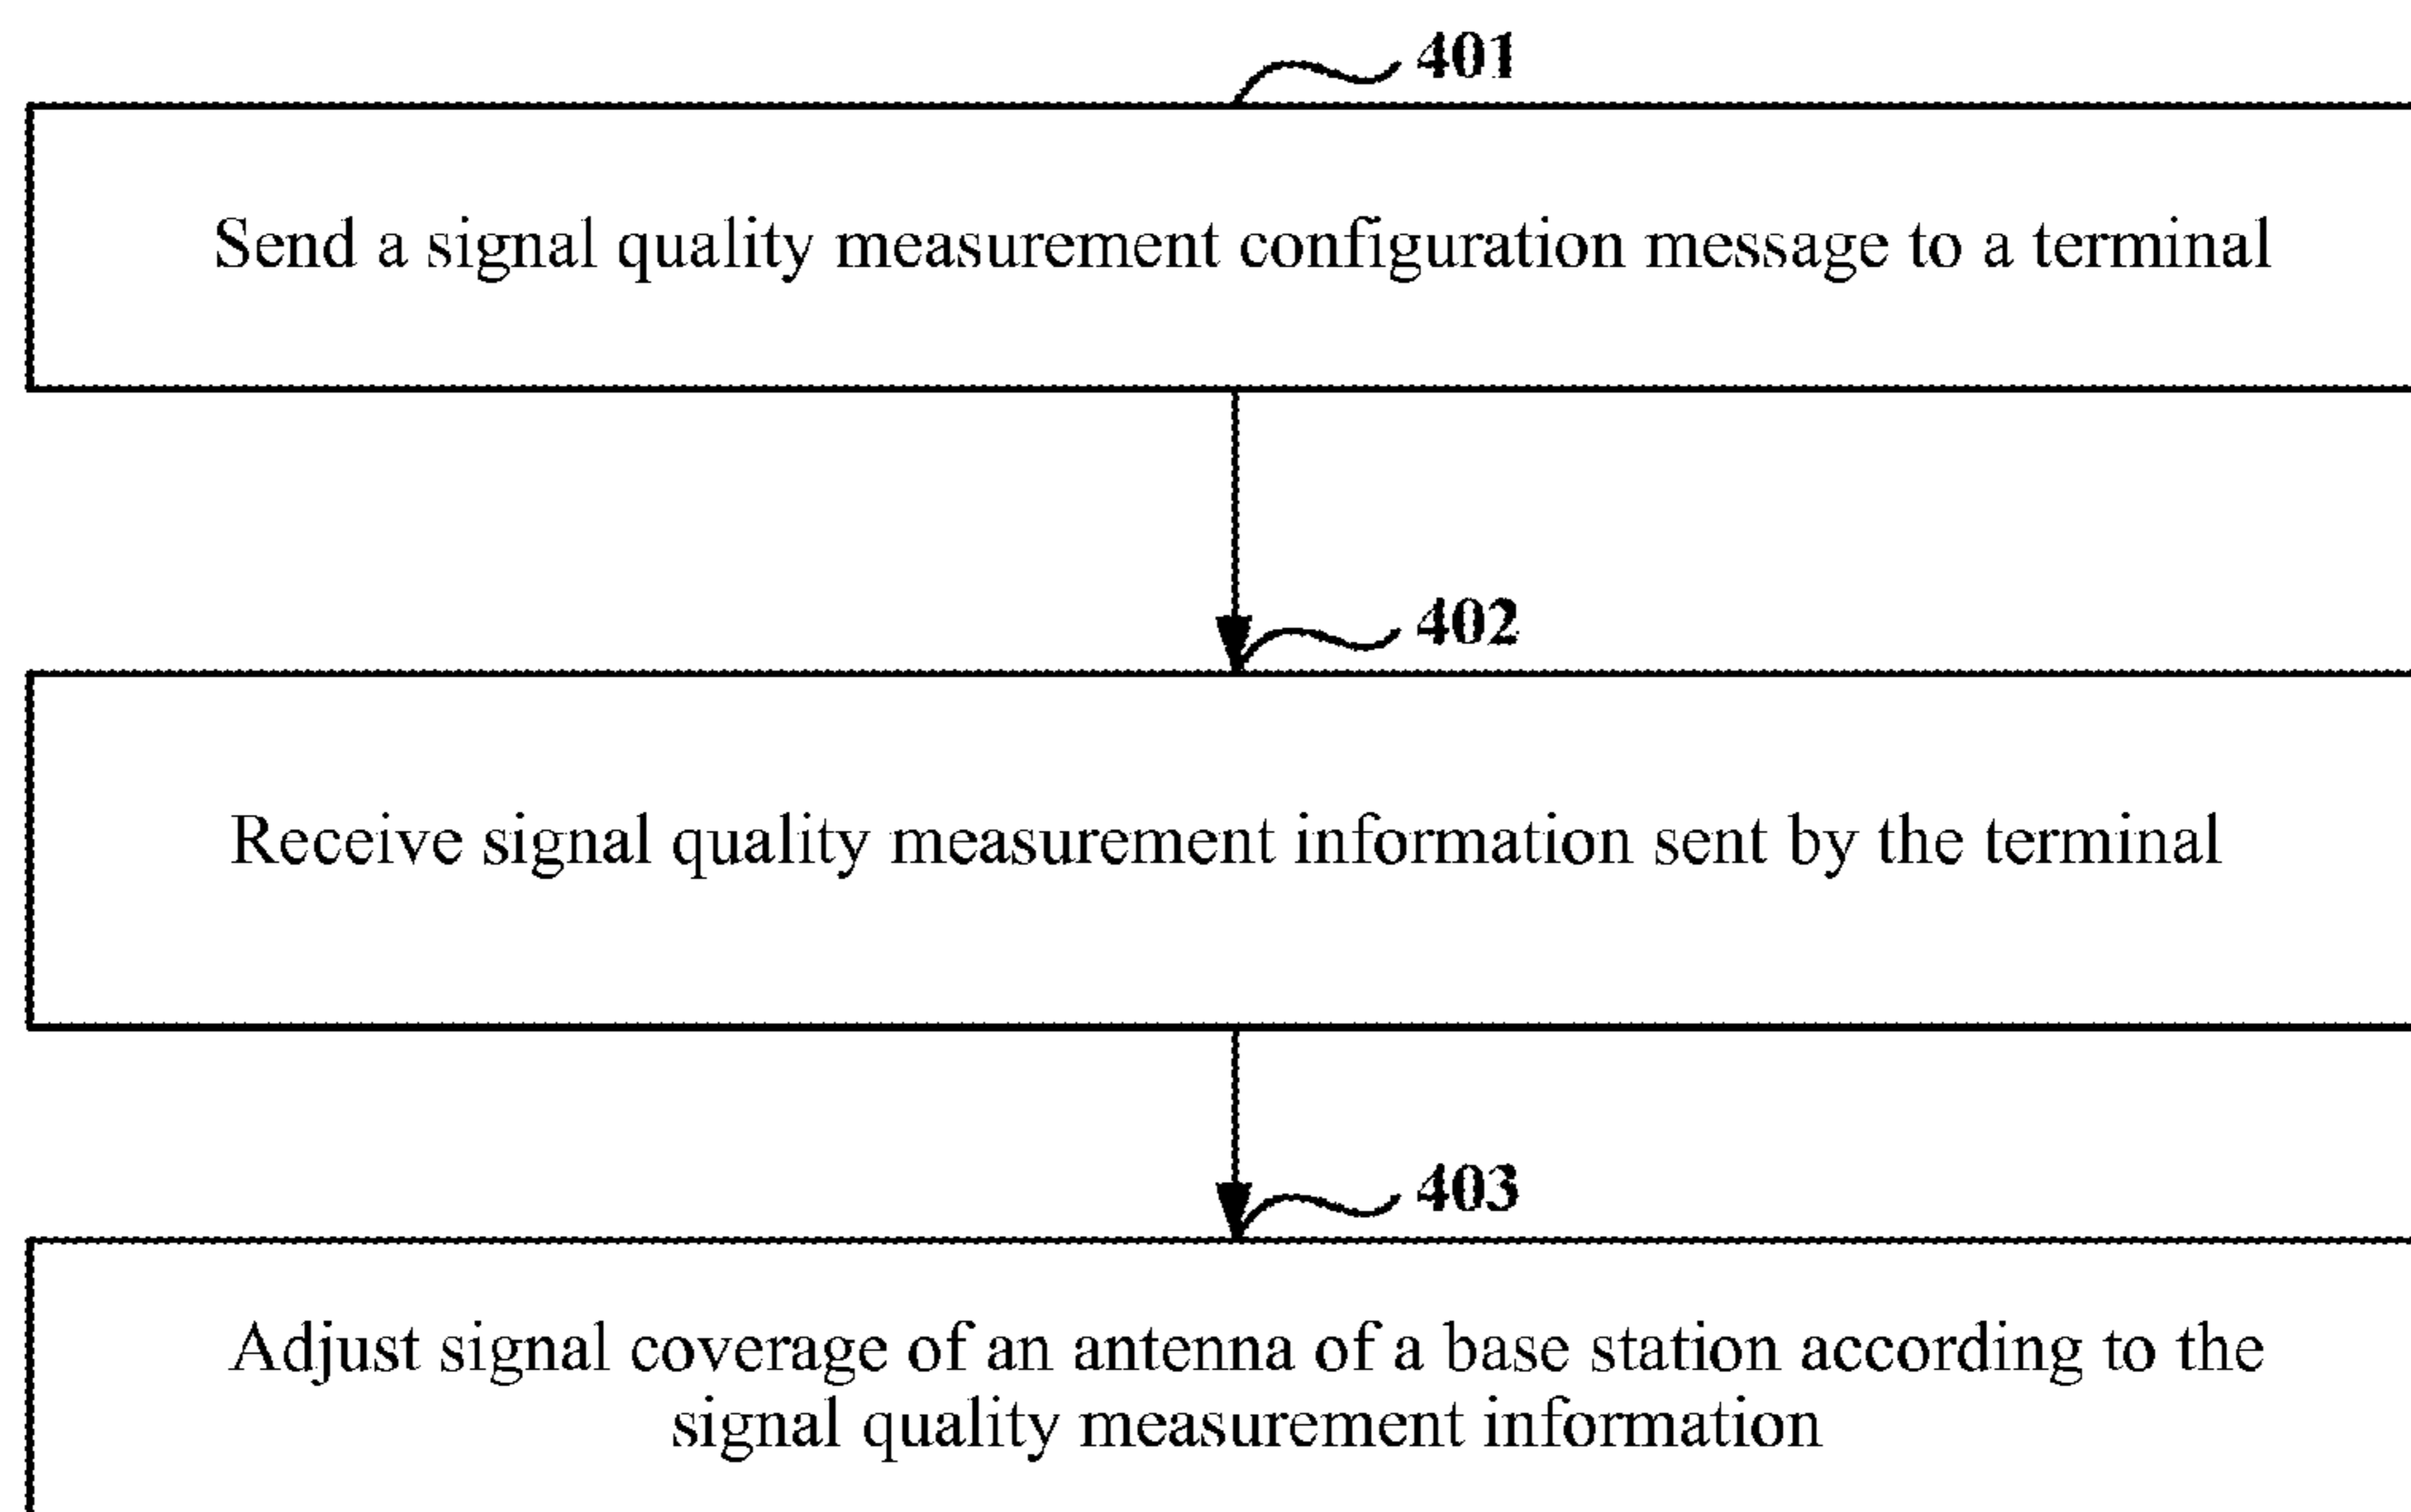 401
Send a signal quality measurement configuration message to a terminal
402
Receive signal quality measurement information sent by the terminal
403
Adjust signal coverage of an antenna of a base station according to the
signal quality measurement information